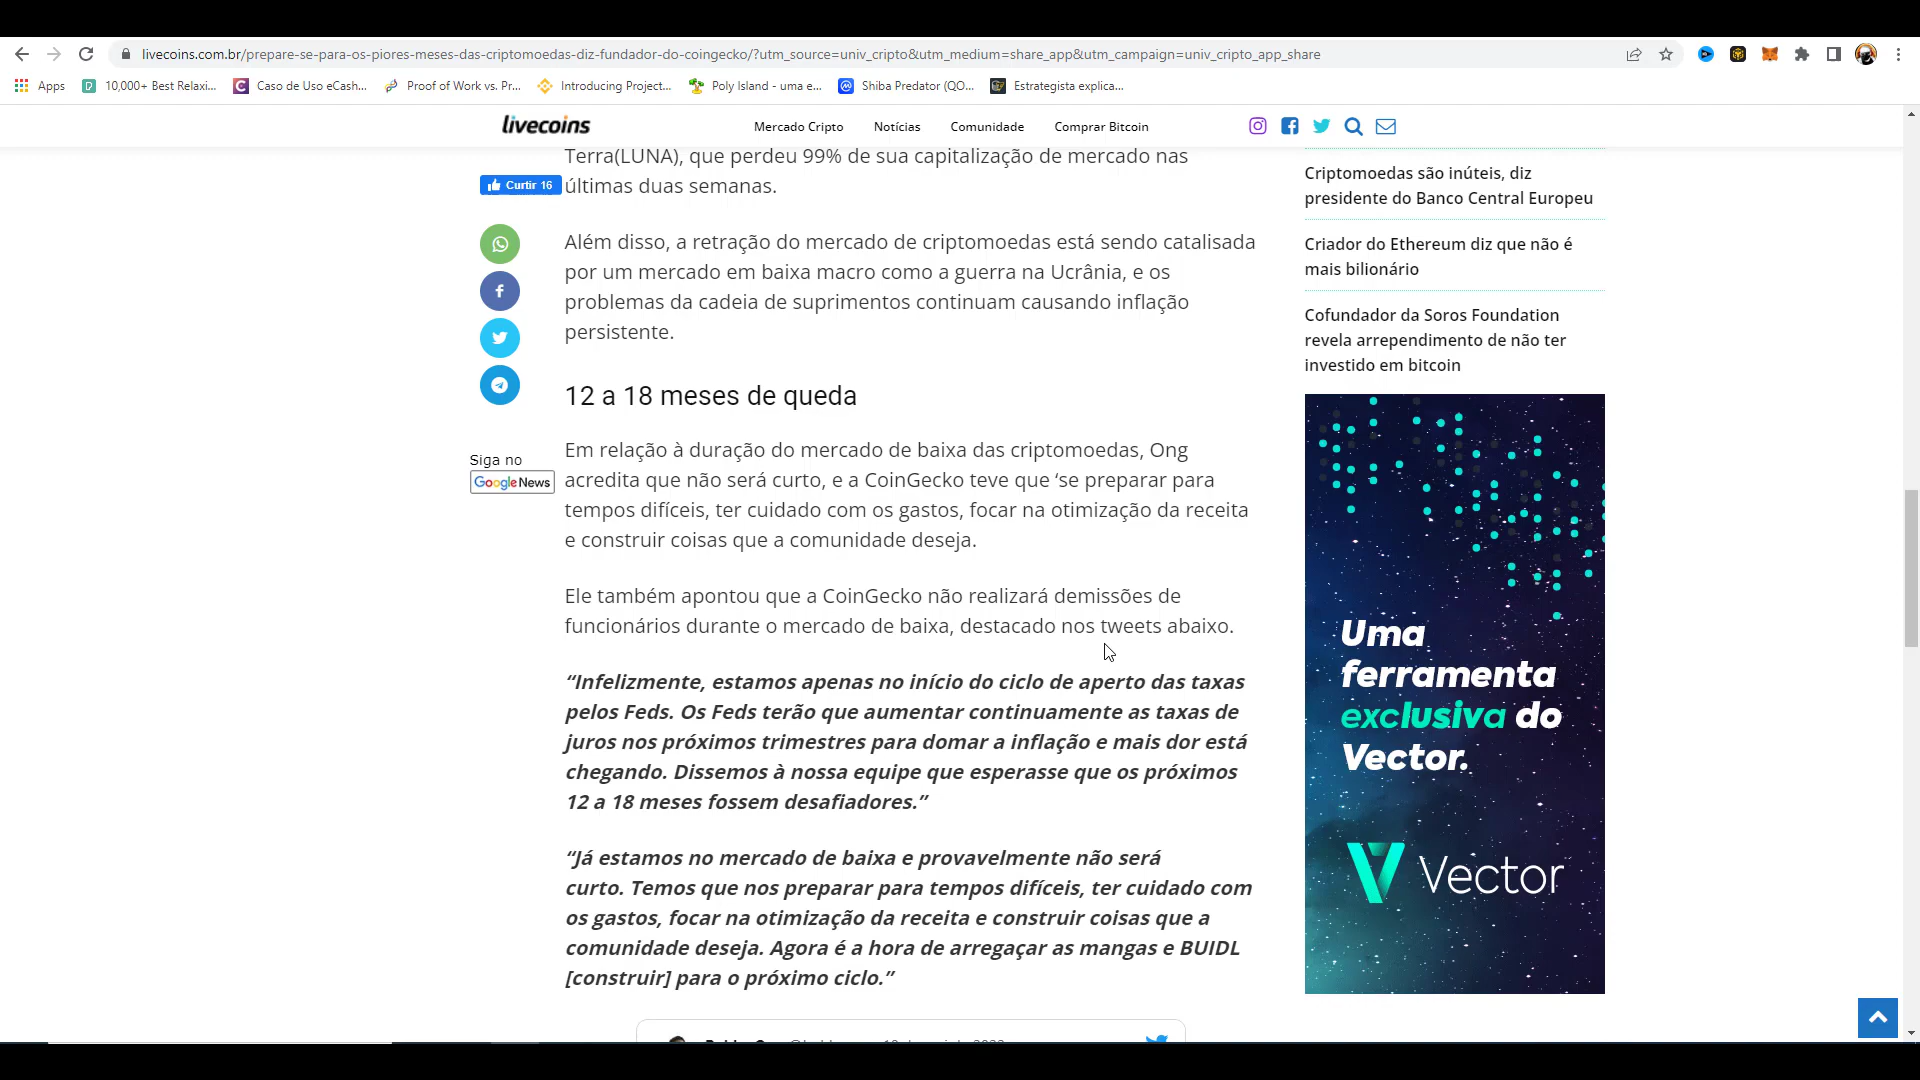 livecoins.com.br/prepare-se-para-os-piores-meses-das-criptomoedas-diz-fundador-do-coingecko/?utm_source=univ_cripto&utm_medium=share_app&utm_campaign=univ_cripto_app_share
Apps 10,000+ Best Relaxi... Caso de Uso eCash... Proof of Work vs. Pr... Introducing Project... Poly Island - uma e... Shiba Predator (QO... Estrategista explica...
livecoins Mercado Cripto Notícias Comunidade Comprar Bitcoin
Terra(LUNA), que perdeu 99% de sua capitalização de mercado nas
últimas duas semanas.
Curtir 16
Além disso, a retração do mercado de criptomoedas está sendo catalisada
por um mercado em baixa macro como a guerra na Ucrânia, e os
problemas da cadeia de suprimentos continuam causando inflação
persistente.
12 a 18 meses de queda
Siga no
Google News
Em relação à duração do mercado de baixa das criptomoedas, Ong
acredita que não será curto, e a CoinGecko teve que ‘se preparar para
tempos difíceis, ter cuidado com os gastos, focar na otimização da receita
e construir coisas que a comunidade deseja.
Ele também apontou que a CoinGecko não realizará demissões de
funcionários durante o mercado de baixa, destacado nos tweets abaixo.
“Infelizmente, estamos apenas no início do ciclo de aperto das taxas
pelos Feds. Os Feds terão que aumentar continuamente as taxas de
juros nos próximos trimestres para domar a inflação e mais dor está
chegando. Dissemos à nossa equipe que esperasse que os próximos
12 a 18 meses fossem desafiadores.”
“Já estamos no mercado de baixa e provavelmente não será
curto. Temos que nos preparar para tempos difíceis, ter cuidado com
os gastos, focar na otimização da receita e construir coisas que a
comunidade deseja. Agora é a hora de arregaçar as mangas e BUIDL
[construir] para o próximo ciclo.”
Criptomoedas são inúteis, diz
presidente do Banco Central Europeu
Criador do Ethereum diz que não é
mais bilionário
Cofundador da Soros Foundation
revela arrependimento de não ter
investido em bitcoin
Uma
ferramenta
exclusiva do
Vector.
Vector